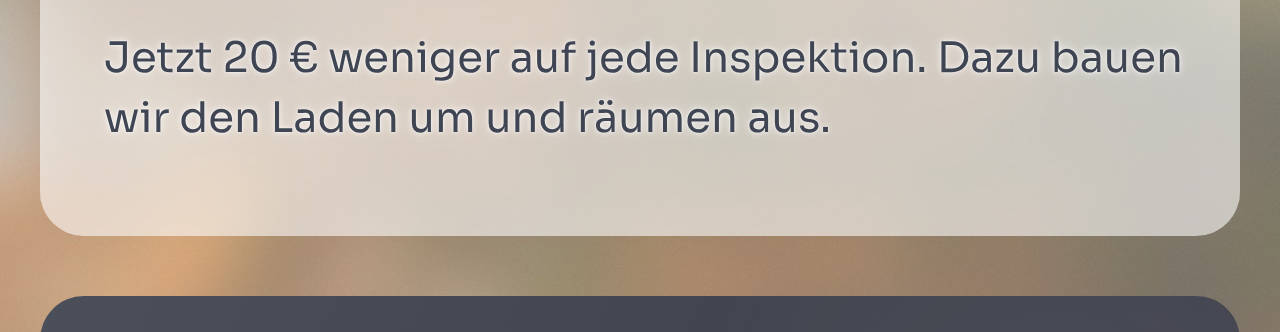 Jetzt 20 € weniger auf jede Inspektion. Dazu bauen
wir den Laden um und räumen aus.